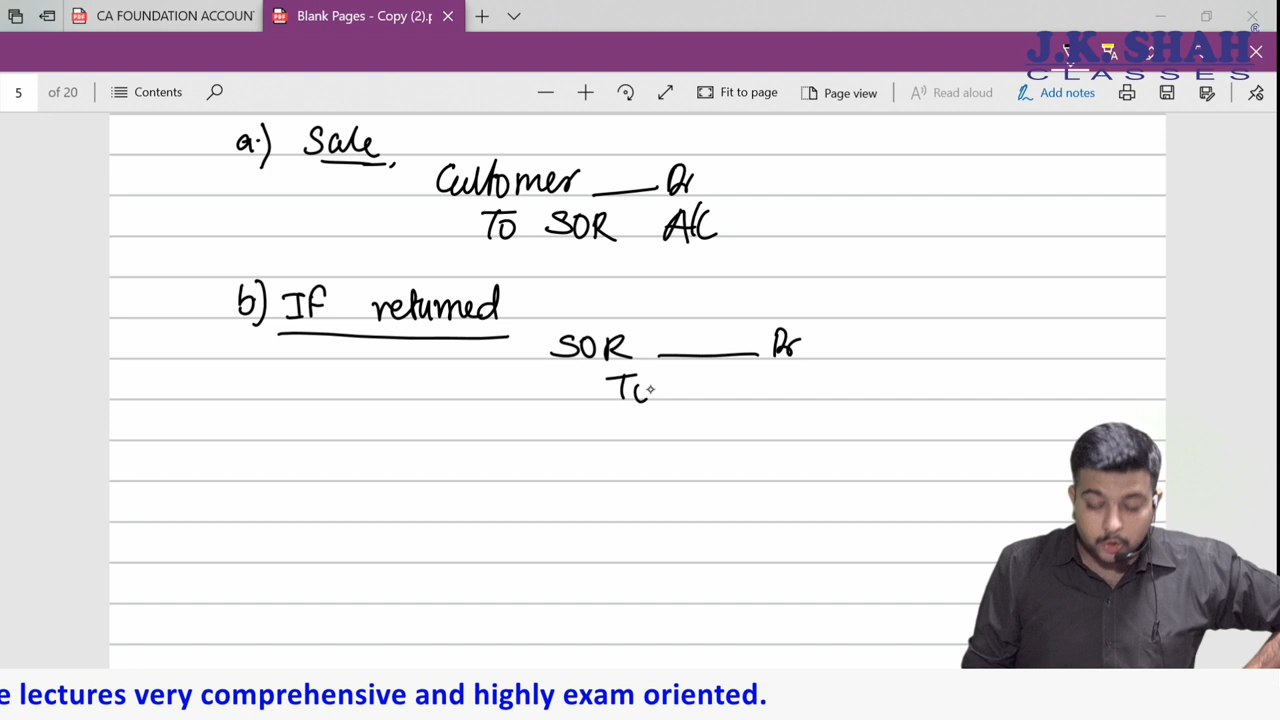 CA FOUNDATION ACCOUN
Blank Pages - Copy (2).p
J.K. SHAH®
CLASSES
5 of 20 Contents Fit to page Page view Read aloud Add notes
a.) Sale,
Customer ___ Dr
To SOR A/C
b) If returned
SOR ___ Dr
To
e lectures very comprehensive and highly exam oriented.